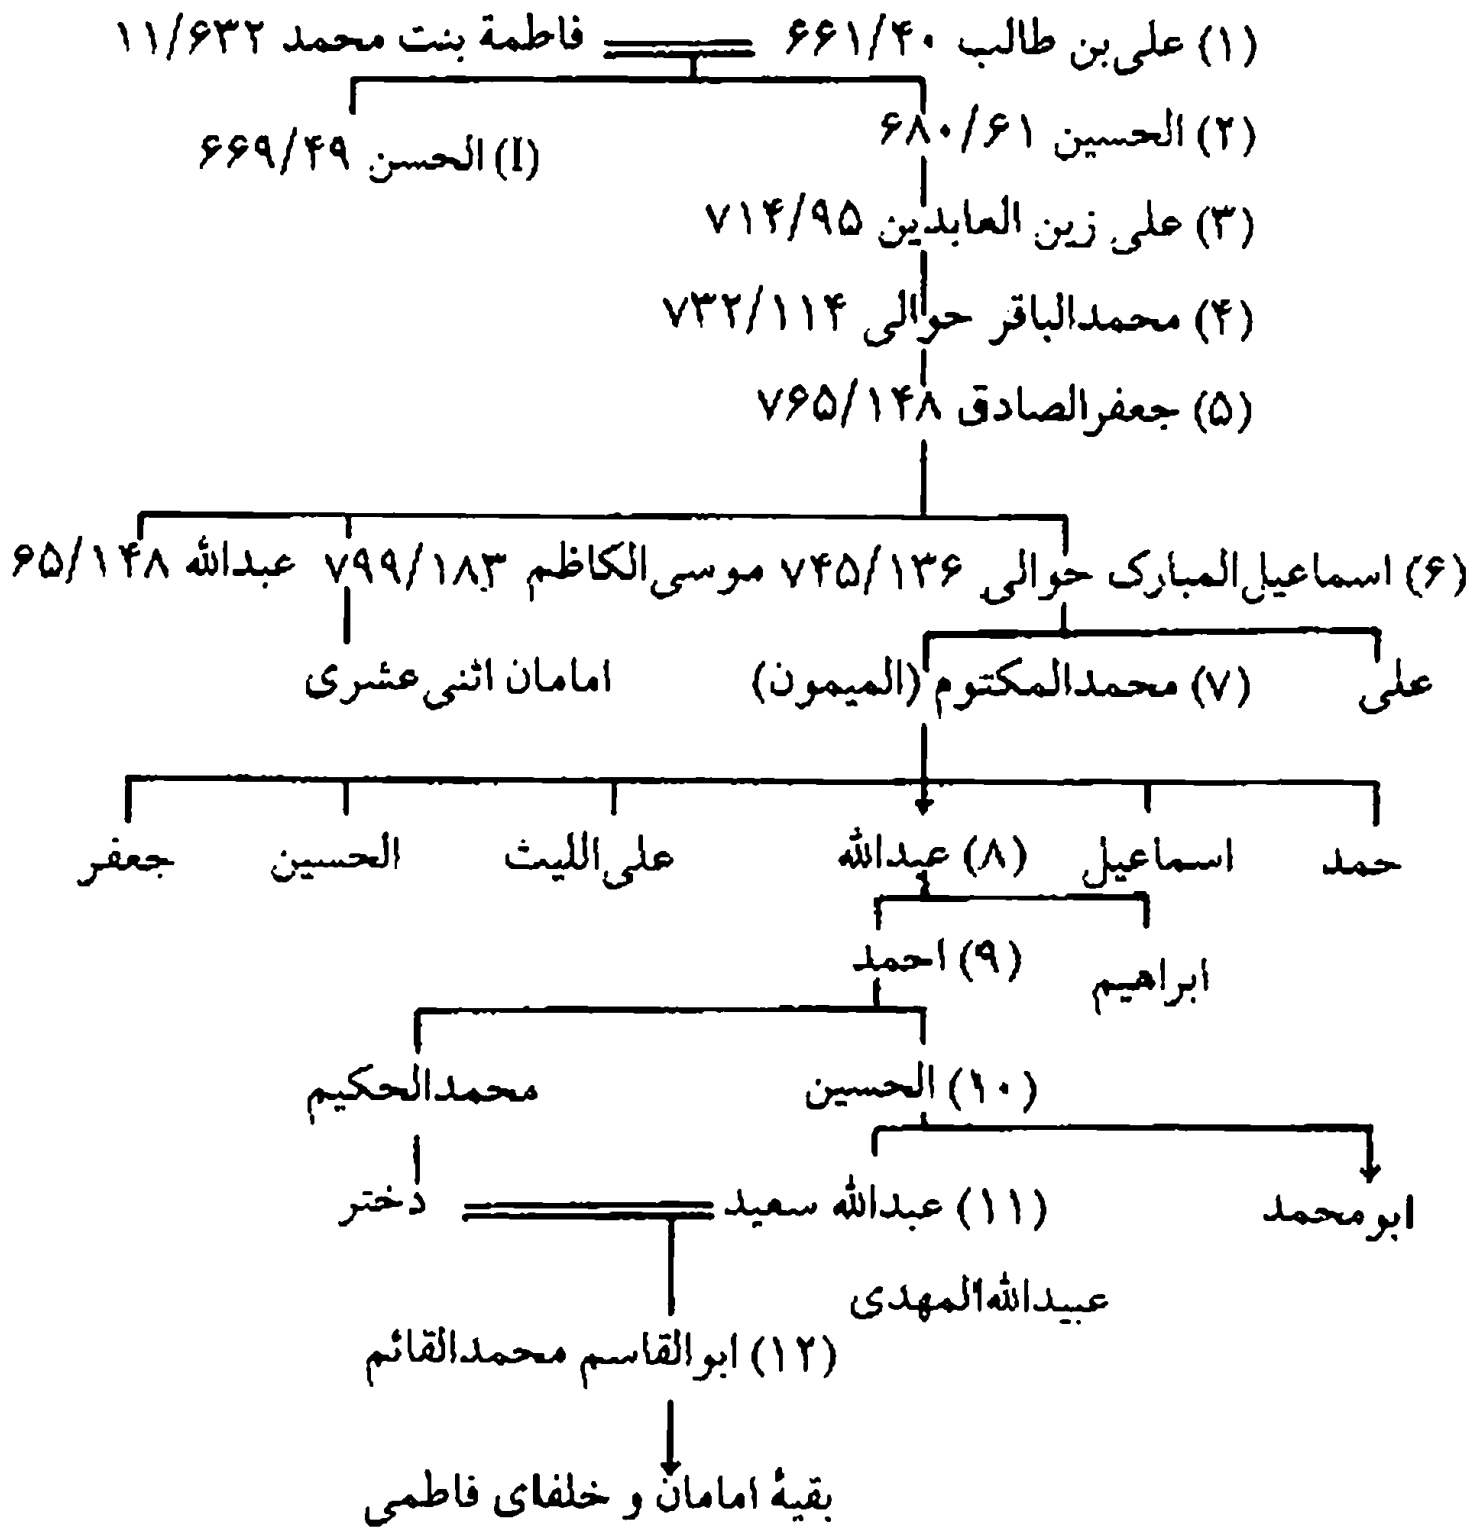 (۱) علی‌بن طالب ۶۶۱/۴۰ فاطمة بنت محمد ۱۱/۶۳۲
(۲) الحسین ۶۸۰/۶۱
(I) الحسن ۶۶۹/۴۹
(۳) علی زین العابدین ۷۱۴/۹۵
(۴) محمدالباقر حوالی ۷۳۲/۱۱۴
(۵) جعفرالصادق ۷۶۵/۱۴۸
(۶) اسماعیل‌المبارک حوالی ۷۴۵/۱۳۶ موسی‌الکاظم ۷۹۹/۱۸۳ عبدالله ۶۵/۱۴۸
علی (۷) محمدالمکتوم (المیمون) امامان اثنی‌عشری
حمد اسماعیل (۸) عبدالله علی‌اللیث الحسین جعفر
ابراهیم (۹) احمد
(۱۰) الحسین محمدالحکیم
ابومحمد (۱۱) عبدالله سعید دختر
عبیدالله‌المهدی
(۱۲) ابوالقاسم محمدالقائم
بقیهٔ امامان و خلفای فاطمی